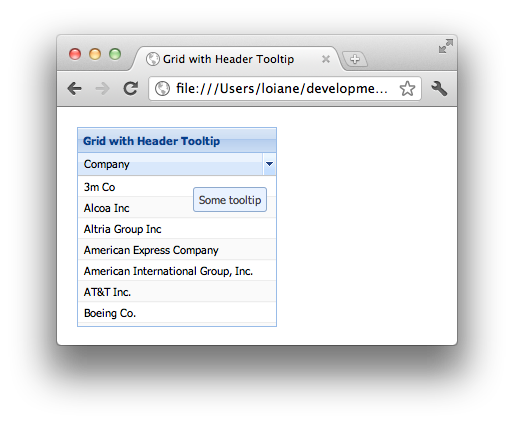 Grid with Header Tooltip
file:///Users/loiane/developme...
Grid with Header Tooltip
Company
3m Co
Some tooltip
Alcoa Inc
Altria Group Inc
American Express Company
American International Group, Inc.
AT&T Inc.
Boeing Co.